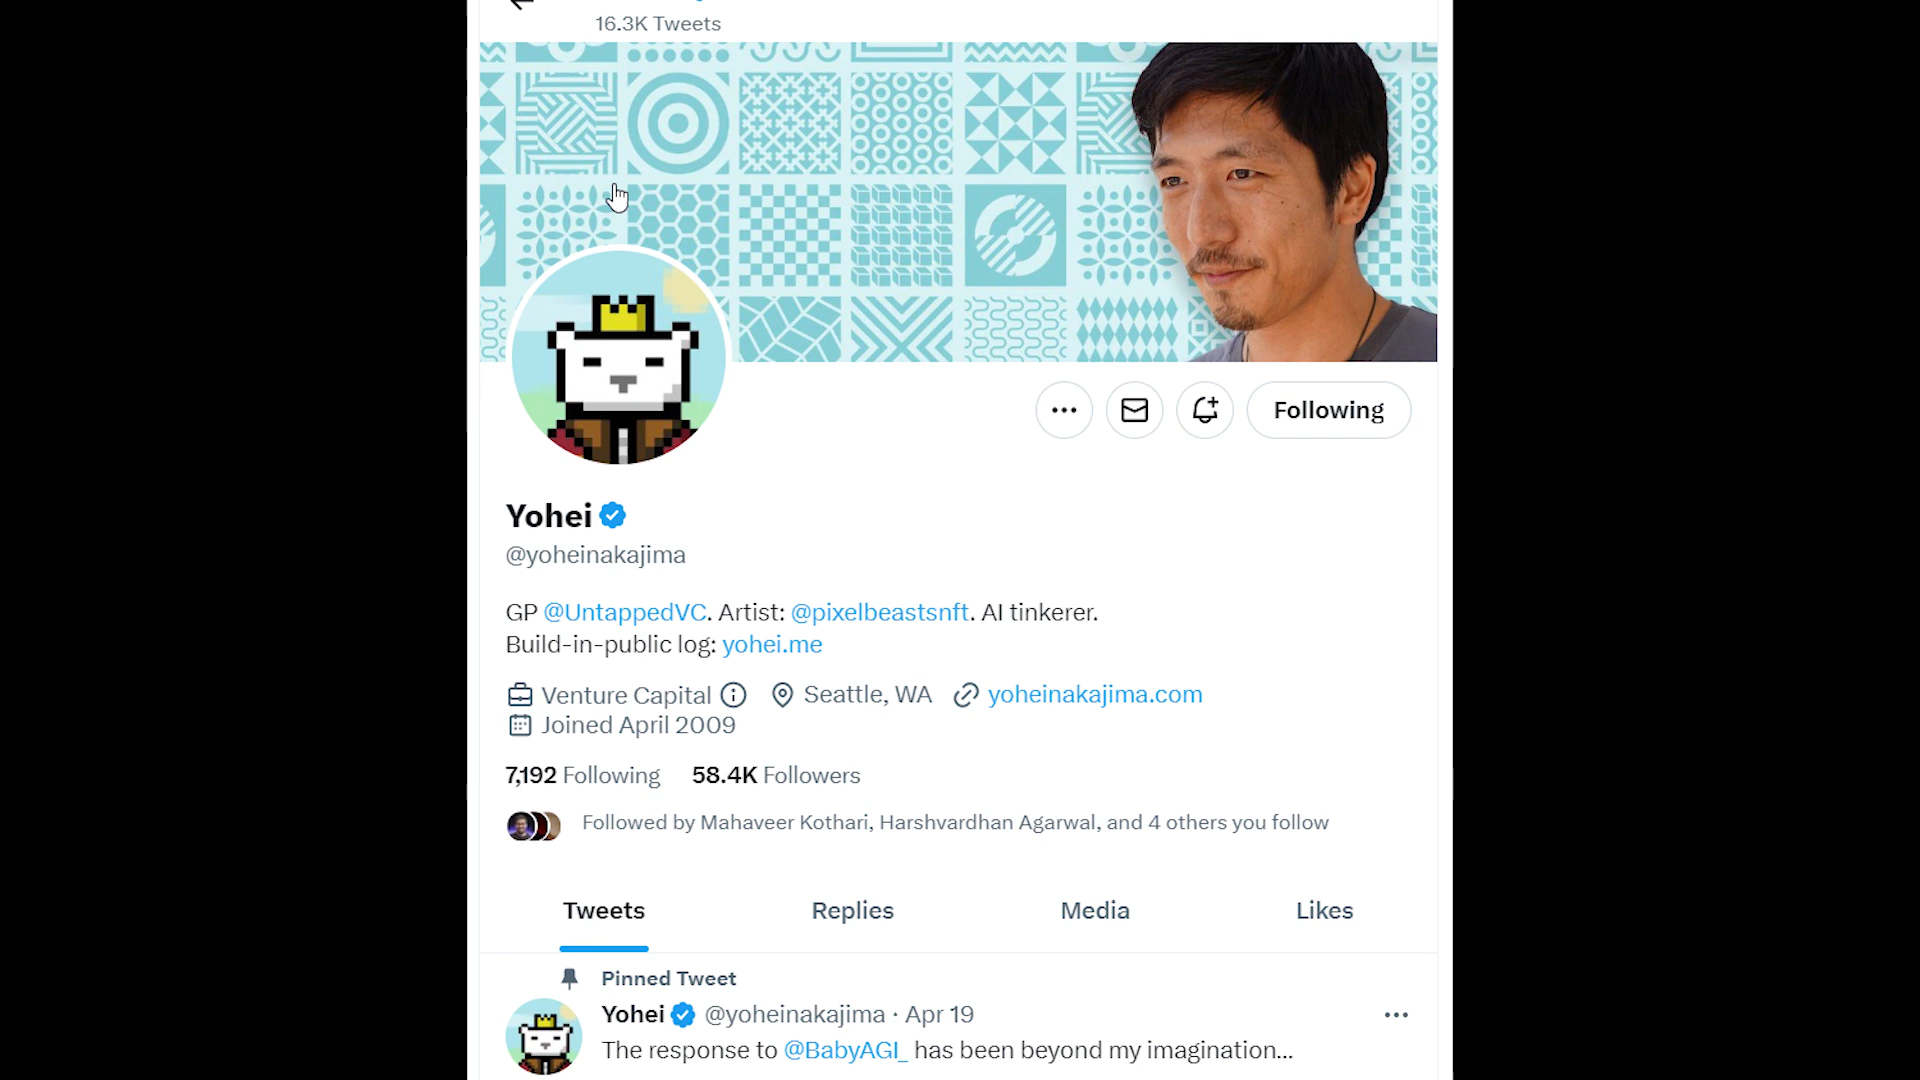 16.3K Tweets
Following
Yohei
@yoheinakajima
GP @UntappedVC. Artist: @pixelbeastsnft. AI tinkerer.
Build-in-public log: yohei.me
Venture Capital Seattle, WA yoheinakajima.com
Joined April 2009
7,192 Following 58.4K Followers
Followed by Mahaveer Kothari, Harshvardhan Agarwal, and 4 others you follow
Tweets Replies Media Likes
Pinned Tweet
Yohei @yoheinakajima · Apr 19
The response to @BabyAGI_ has been beyond my imagination...